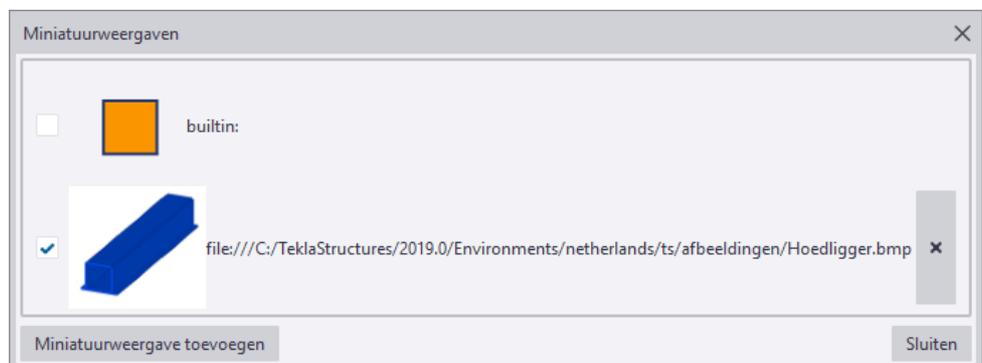 Miniatuurweergaven
builtin:
file:///C:/TeklaStructures/2019.0/Environments/netherlands/ts/afbeeldingen/Hoedligger.bmp
Miniatuurweergave toevoegen
Sluiten